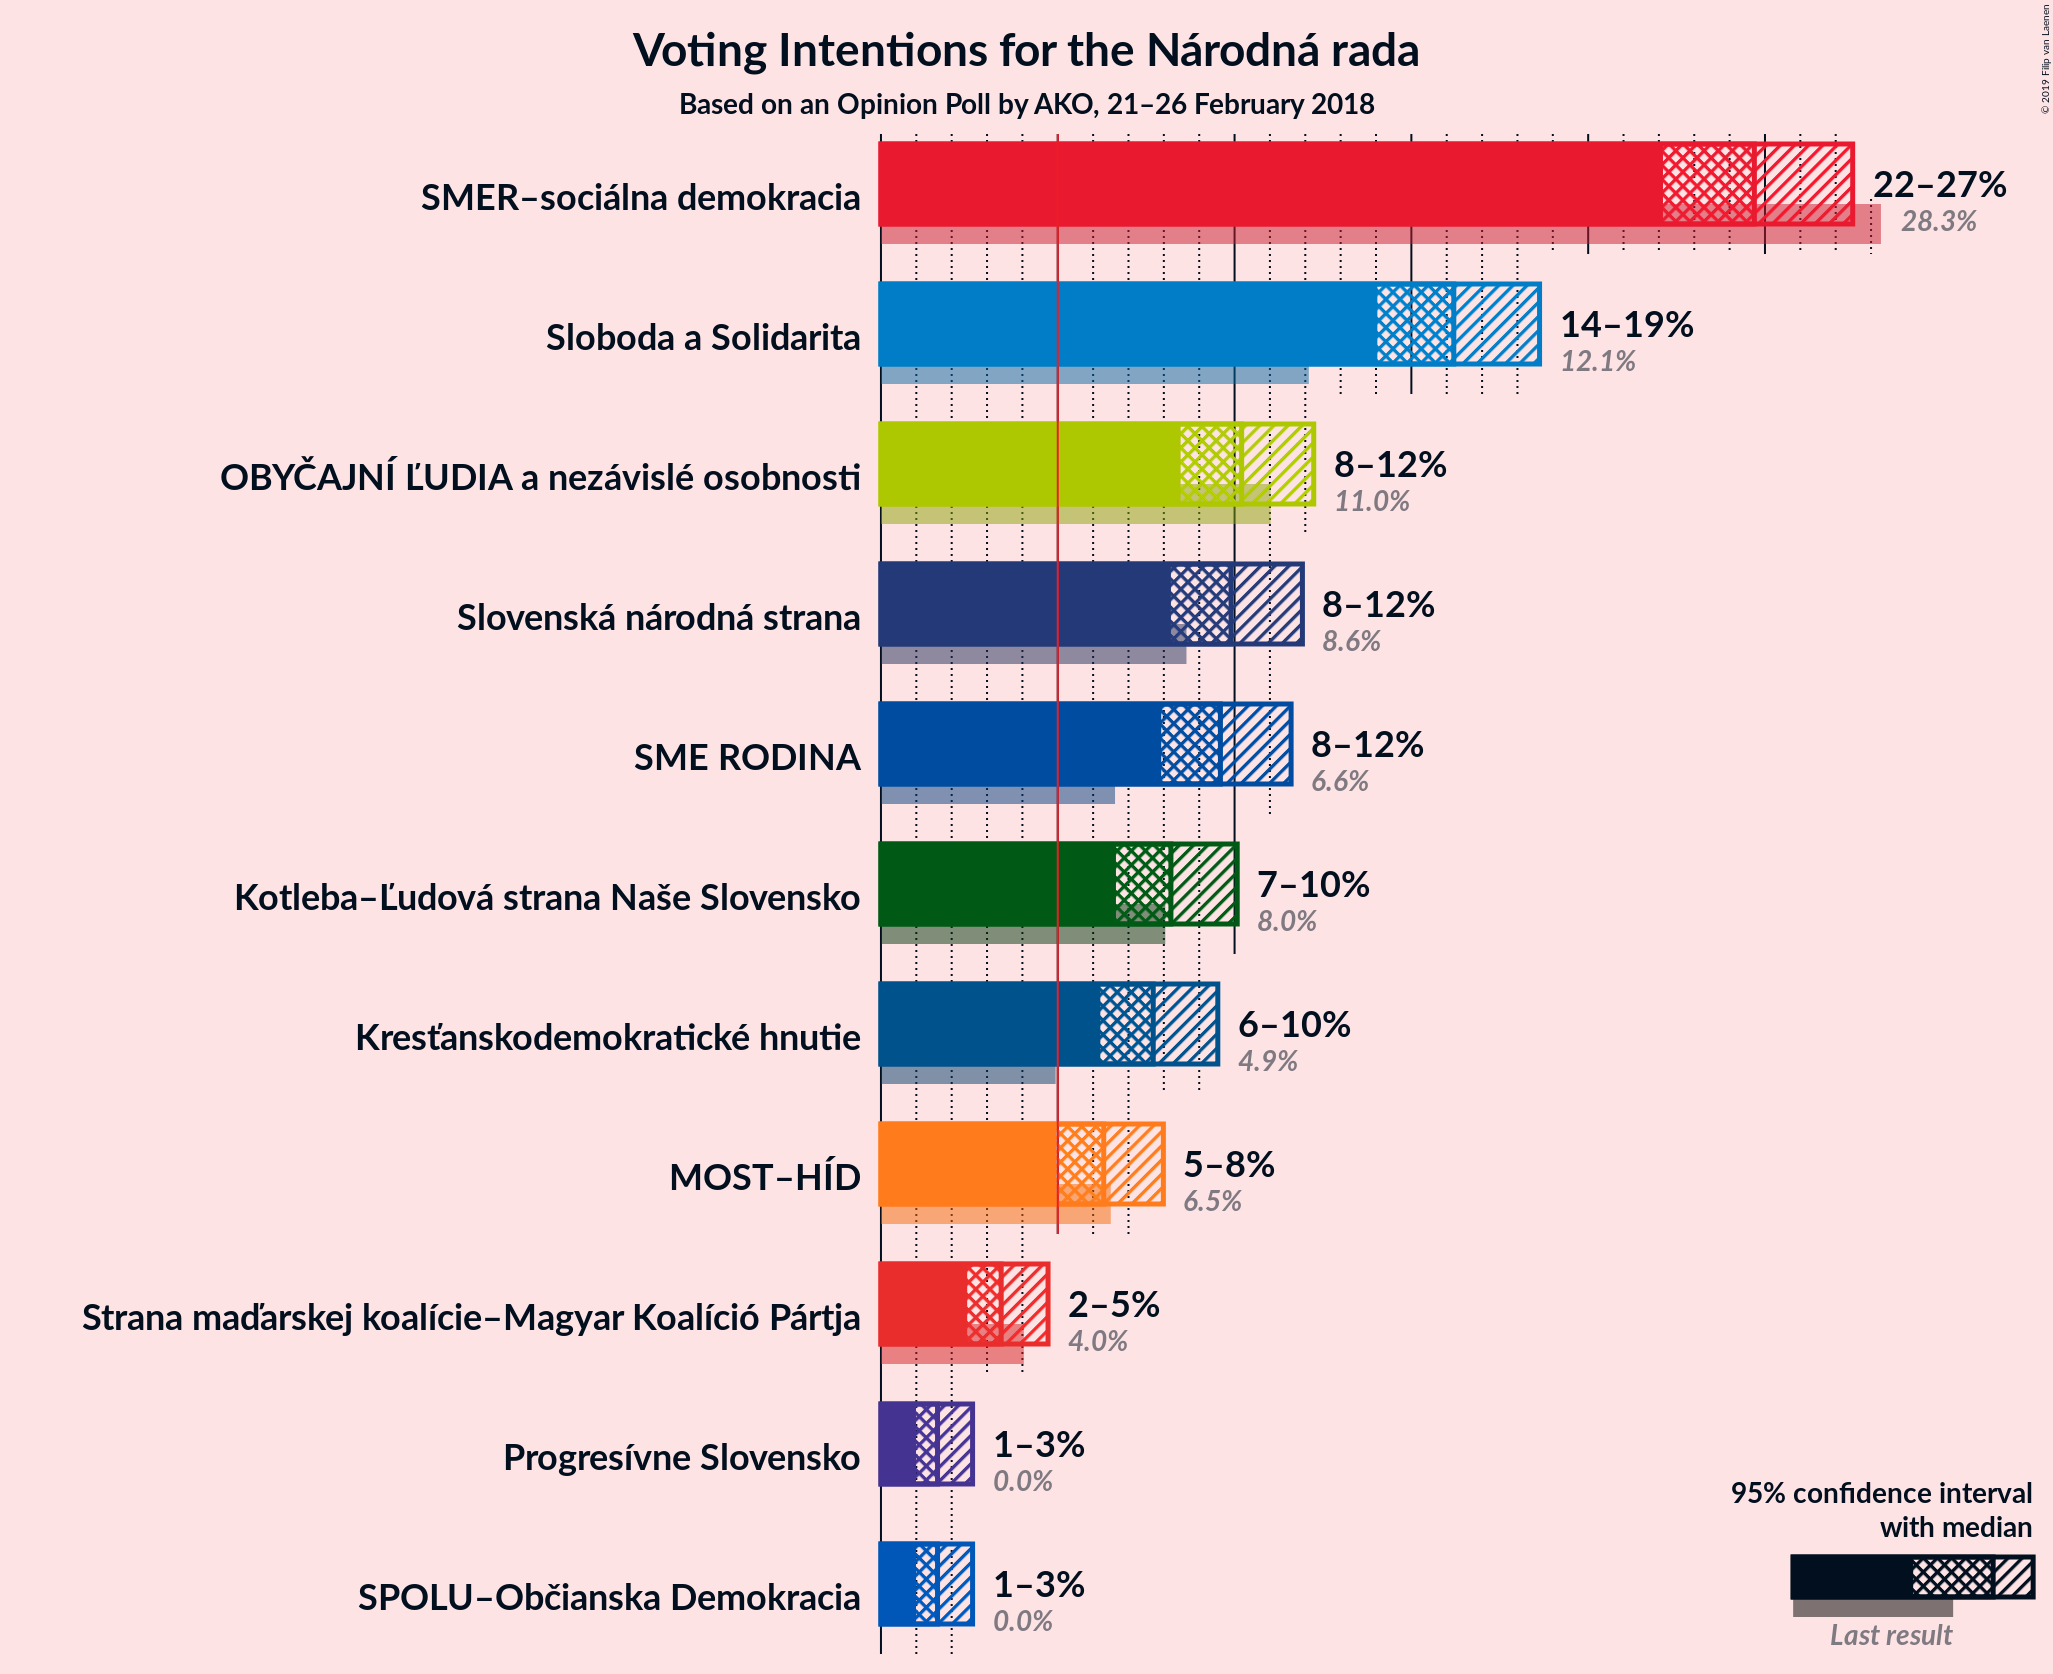 Voting Intentions for the Národná rada
Based on an Opinion Poll by AKO, 21–26 February 2018
© 2019 Filip van Laenen
SMER–sociálna demokracia
22–27%
28.3%
Sloboda a Solidarita
14–19%
12.1%
OBYČAJNÍ ĽUDIA a nezávislé osobnosti
8–12%
11.0%
Slovenská národná strana
8–12%
8.6%
SME RODINA
8–12%
6.6%
Kotleba–Ľudová strana Naše Slovensko
7–10%
8.0%
Kresťanskodemokratické hnutie
6–10%
4.9%
MOST–HÍD
5–8%
6.5%
Strana maďarskej koalície–Magyar Koalíció Pártja
2–5%
4.0%
Progresívne Slovensko
1–3%
0.0%
SPOLU–Občianska Demokracia
1–3%
0.0%
95% confidence interval
with median
Last result